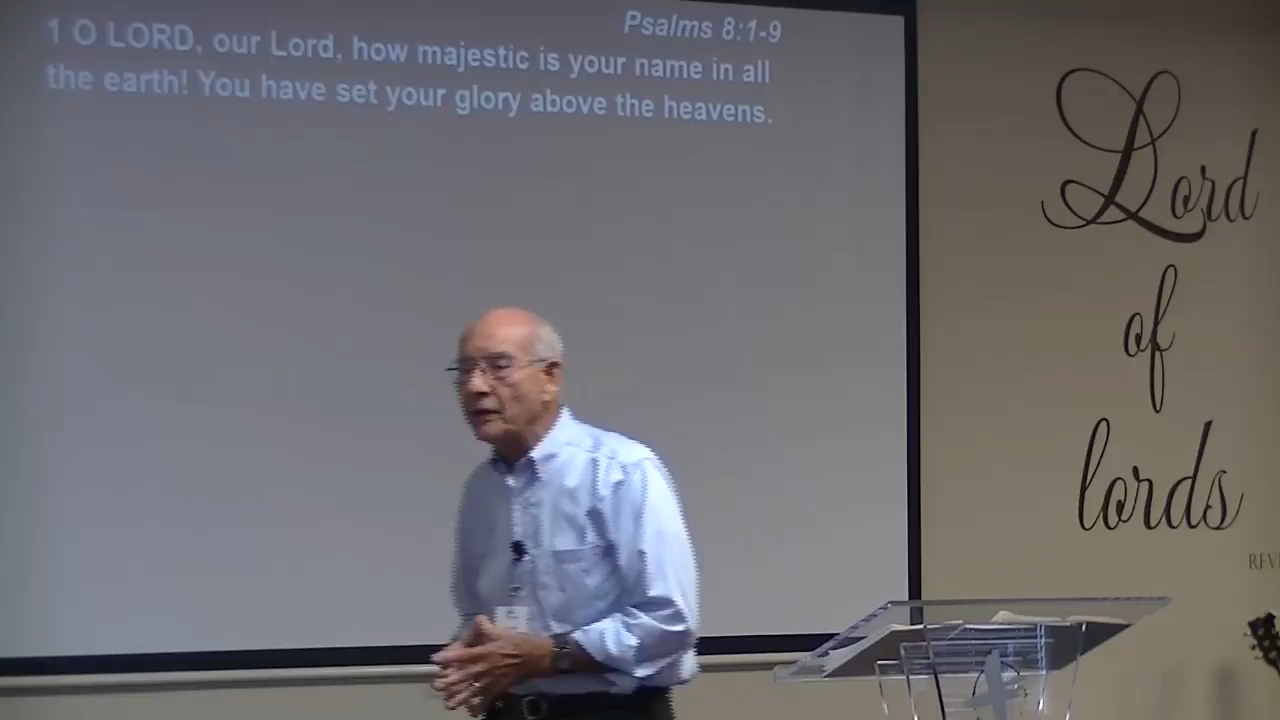 Psalms 8:1-9
1 O LORD, our Lord, how majestic is your name in all
the earth! You have set your glory above the heavens.
Lord
of
lords